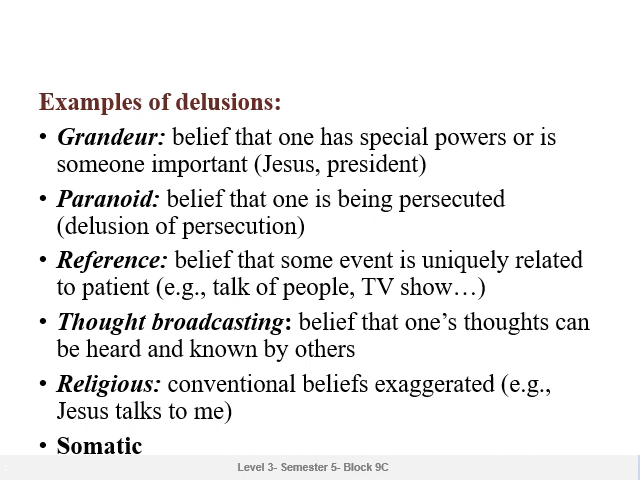 Examples of delusions:
• Grandeur: belief that one has special powers or is
someone important (Jesus, president)
• Paranoid: belief that one is being persecuted
(delusion of persecution)
• Reference: belief that some event is uniquely related
to patient (e.g., talk of people, TV show…)
• Thought broadcasting: belief that one’s thoughts can
be heard and known by others
• Religious: conventional beliefs exaggerated (e.g.,
Jesus talks to me)
• Somatic
Level 3- Semester 5- Block 9C